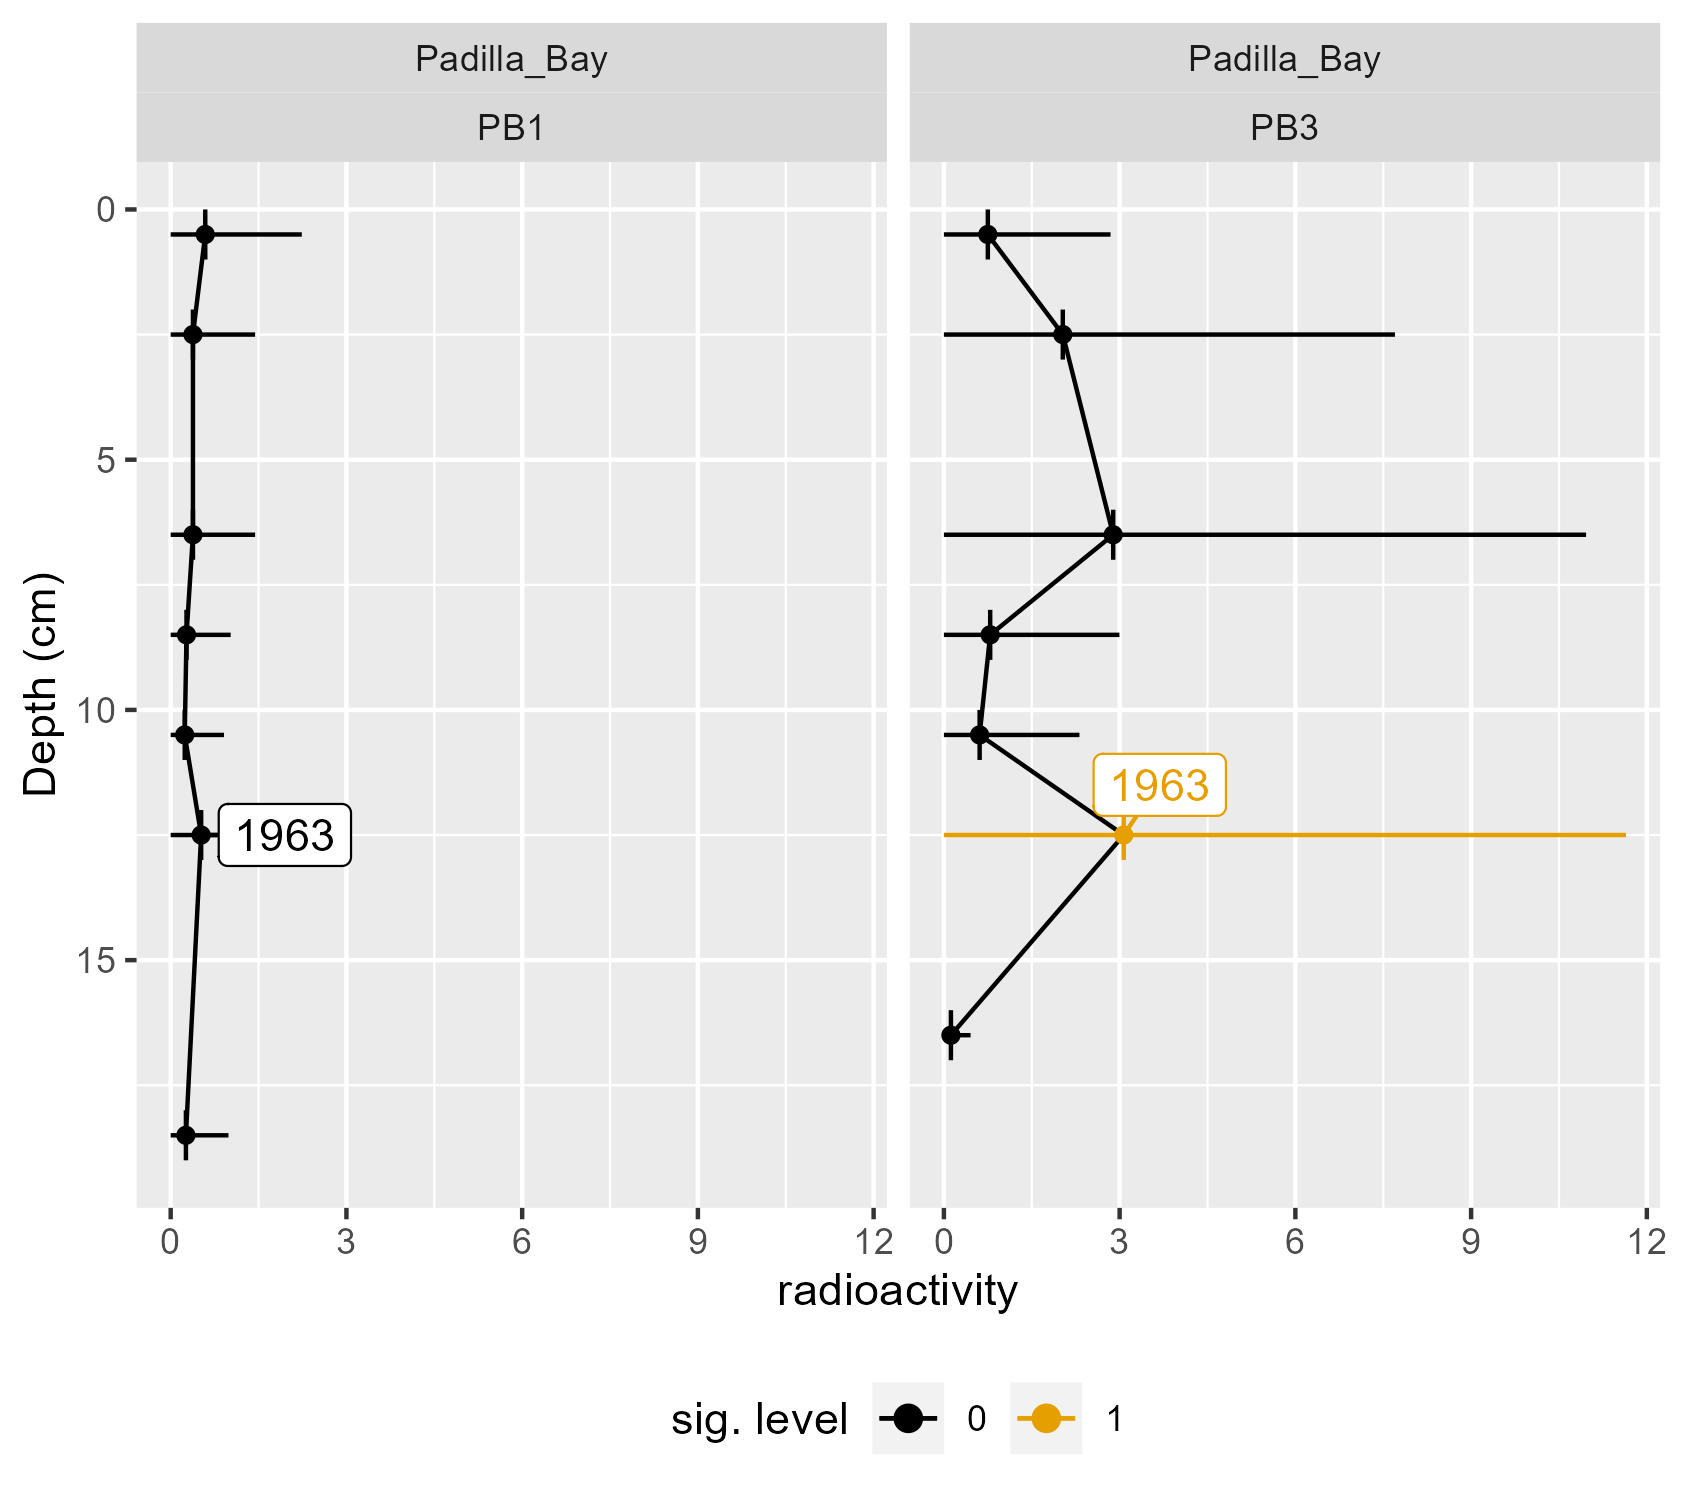 Padilla_Bay Padilla_Bay
PB1 PB3
0
5
10
15
Depth (cm)
1963
1963
0 3 6 9 12 0 3 6 9 12
radioactivity
sig. level 0 1